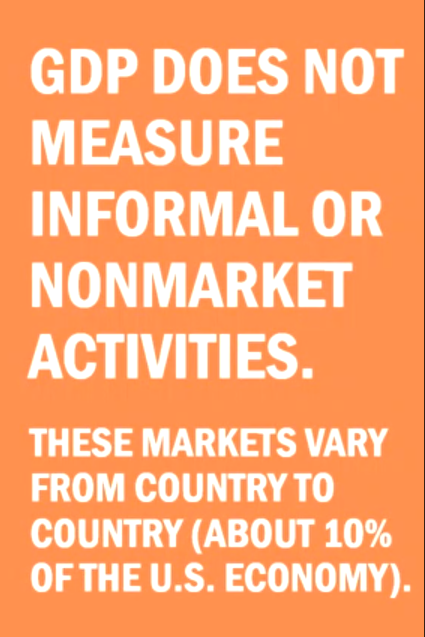 GDP DOES NOT
MEASURE
INFORMAL OR
NONMARKET
ACTIVITIES.
THESE MARKETS VARY
FROM COUNTRY TO
COUNTRY (ABOUT 10%
OF THE U.S. ECONOMY).